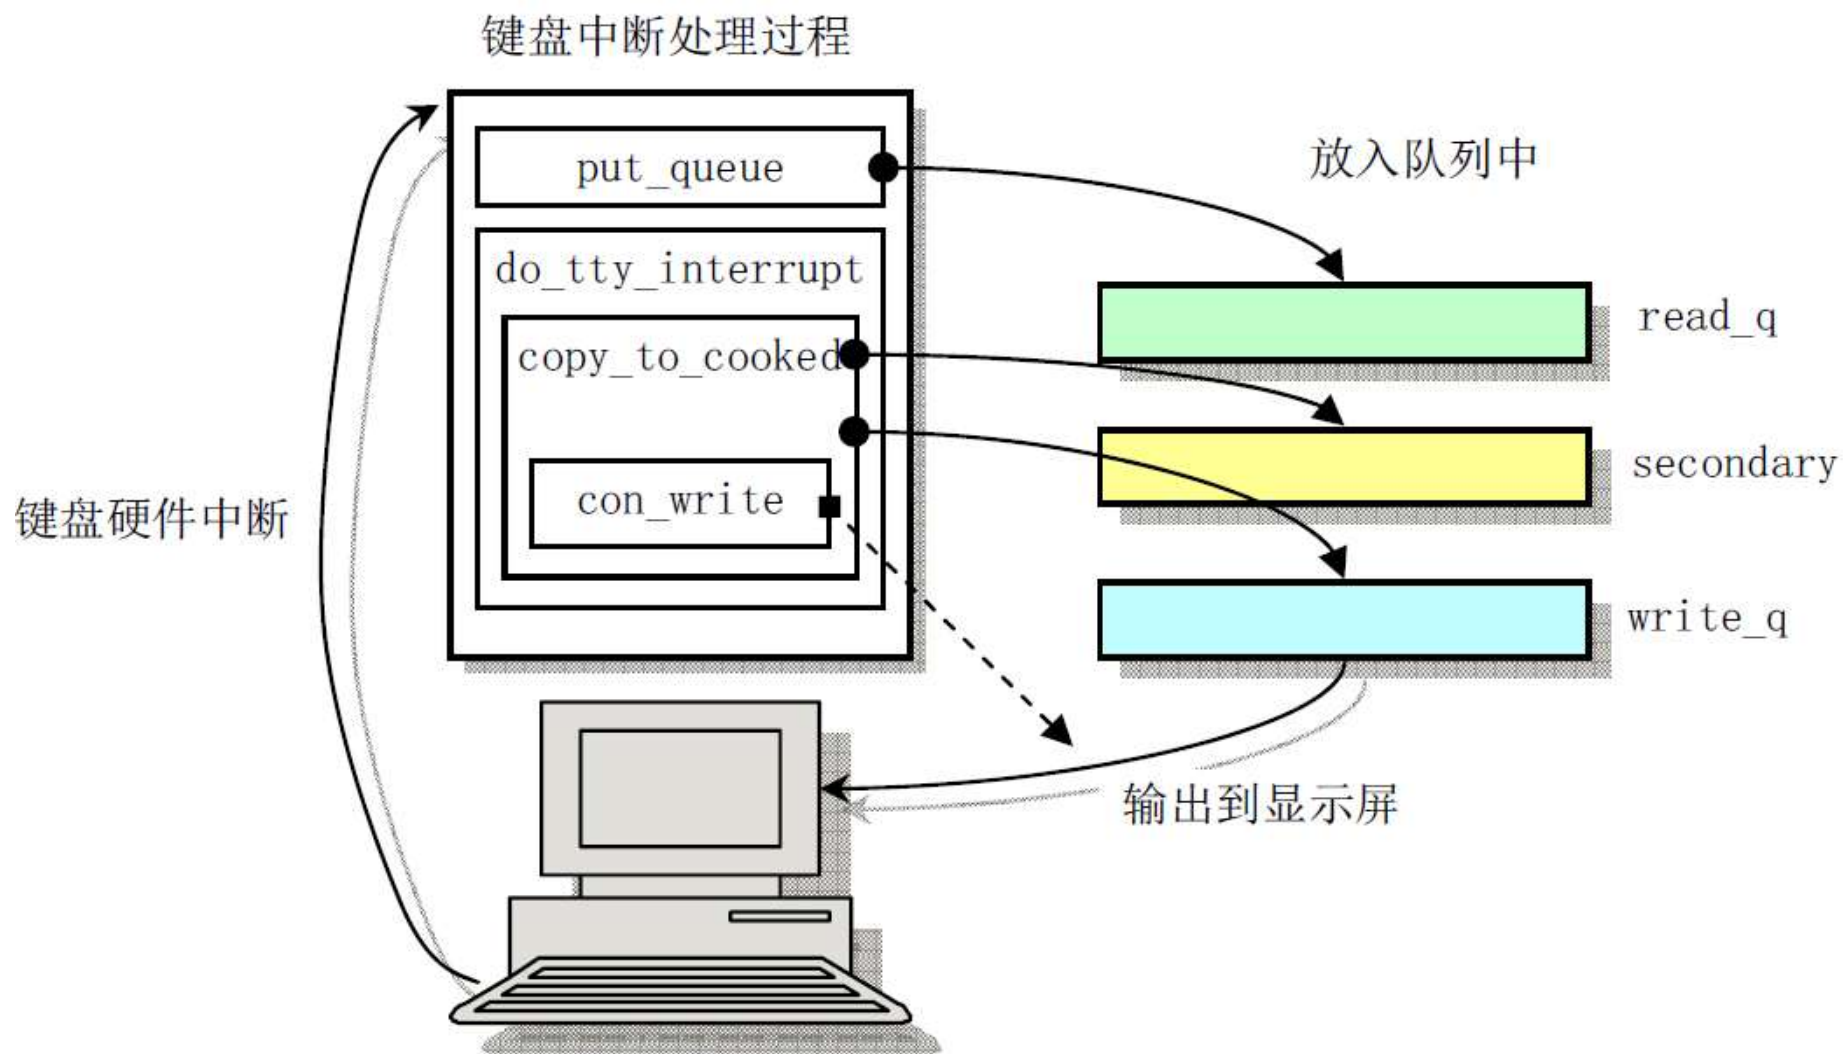 键盘中断处理过程
put_queue
放入队列中
do_tty_interrupt
read_q
copy_to_cooked
secondary
con_write
键盘硬件中断
write_q
输出到显示屏